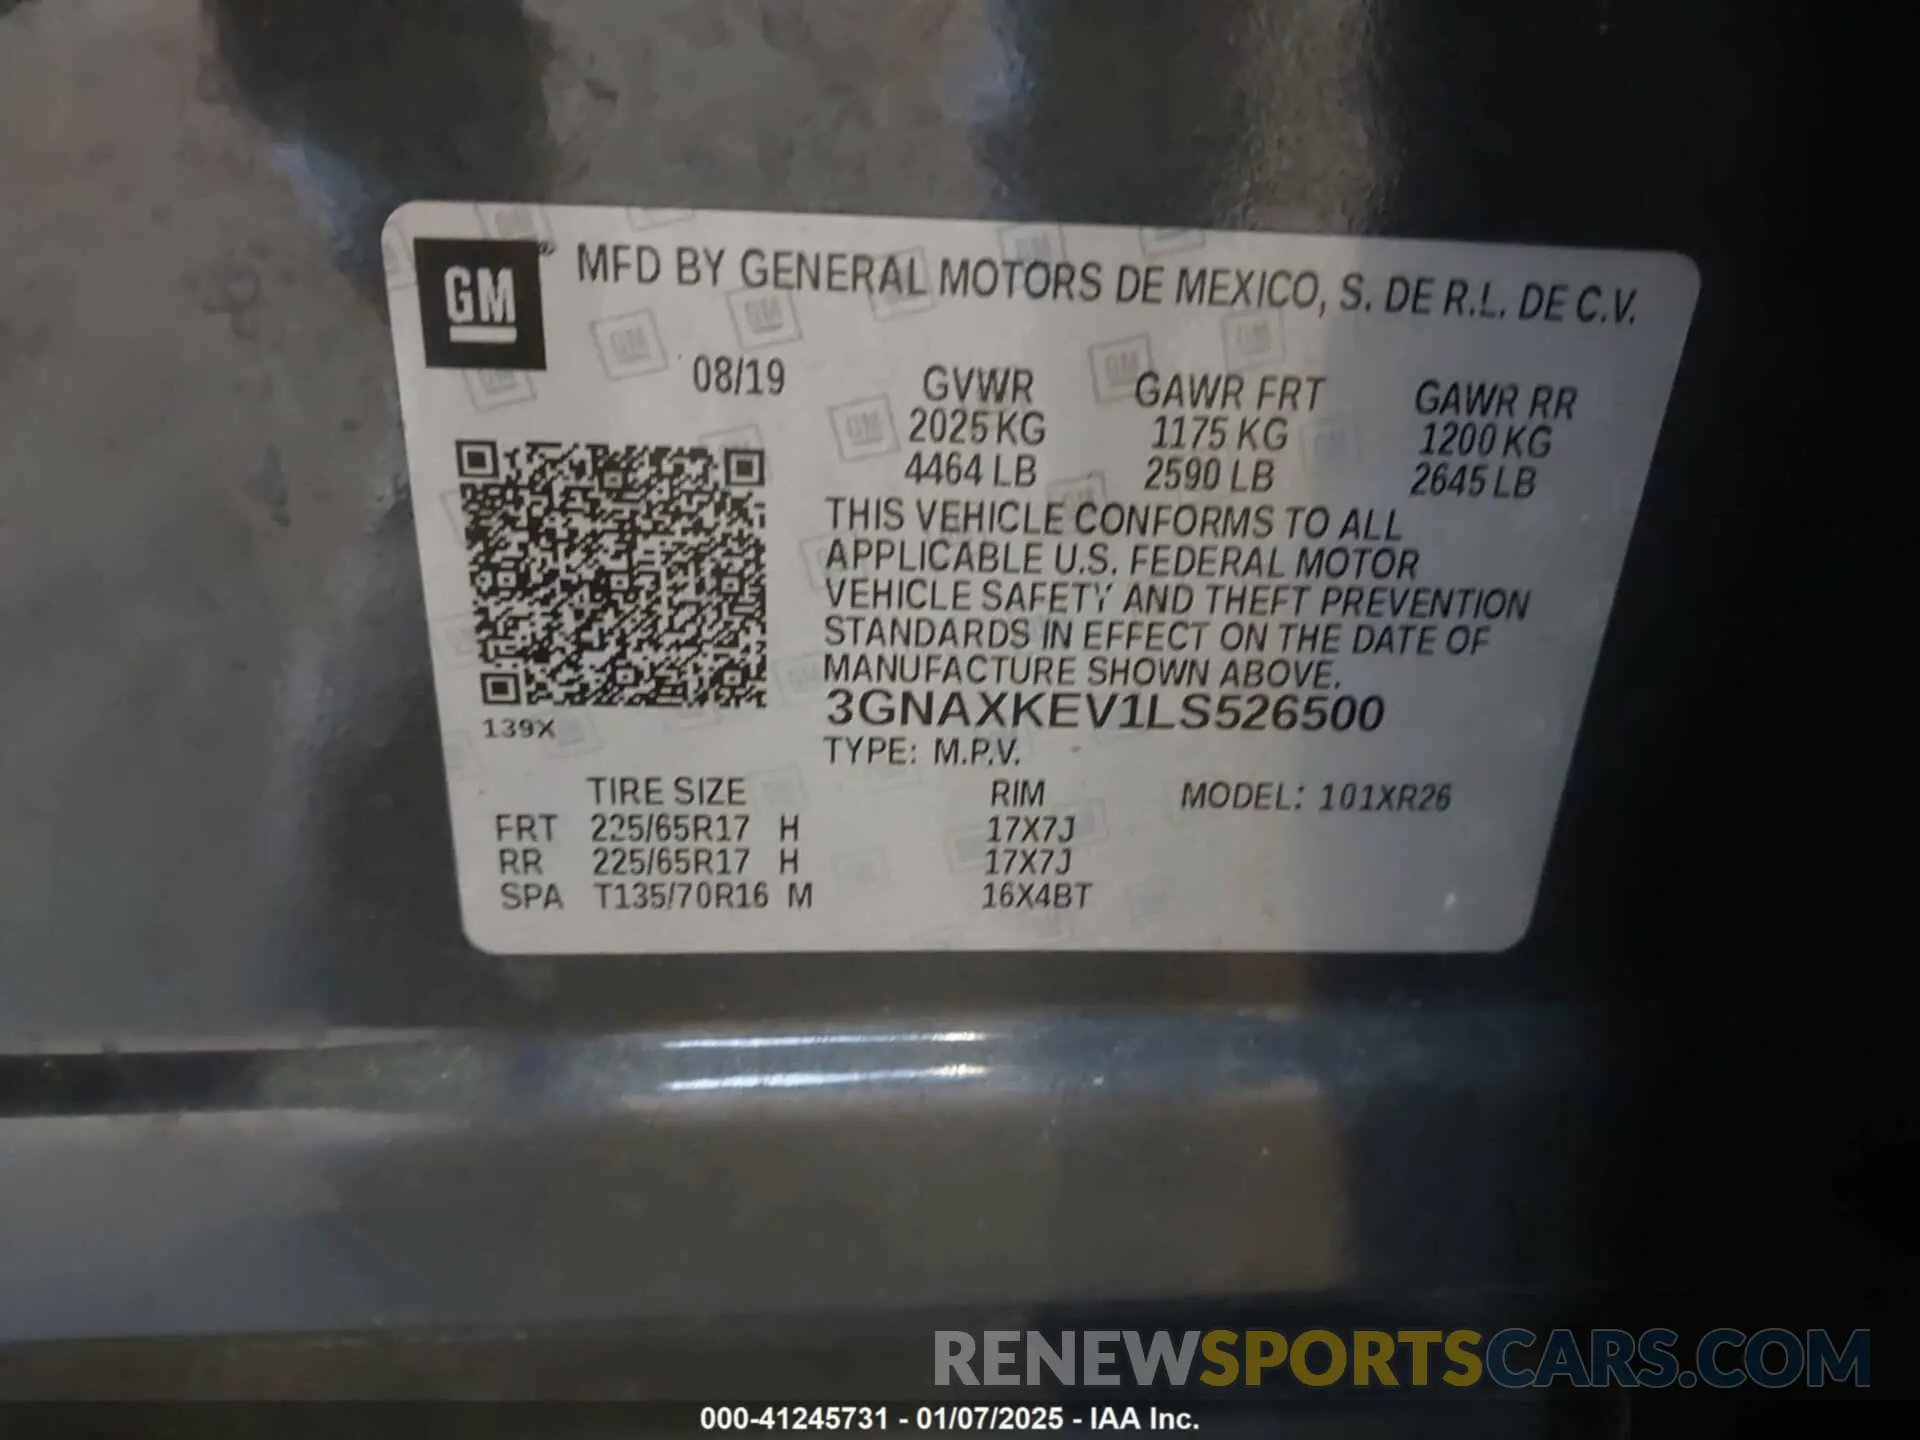 GM ® MFD BY GENERAL MOTORS DE MEXICO, S. DE R.L. DE C.V.
08/19 GVWR GAWR FRT GAWR RR
2025 KG 1175 KG 1200 KG
4464 LB 2590 LB 2645 LB
THIS VEHICLE CONFORMS TO ALL
APPLICABLE U.S. FEDERAL MOTOR
VEHICLE SAFETY AND THEFT PREVENTION
STANDARDS IN EFFECT ON THE DATE OF
MANUFACTURE SHOWN ABOVE.
3GNAXKEV1LS526500
139X
TYPE: M.P.V.
TIRE SIZE RIM MODEL: 101XR26
FRT 225/65R17 H 17X7J
RR 225/65R17 H 17X7J
SPA T135/70R16 M 16X4BT
RENEWSPORTSCARS.COM
000-41245731 - 01/07/2025 - IAA Inc.